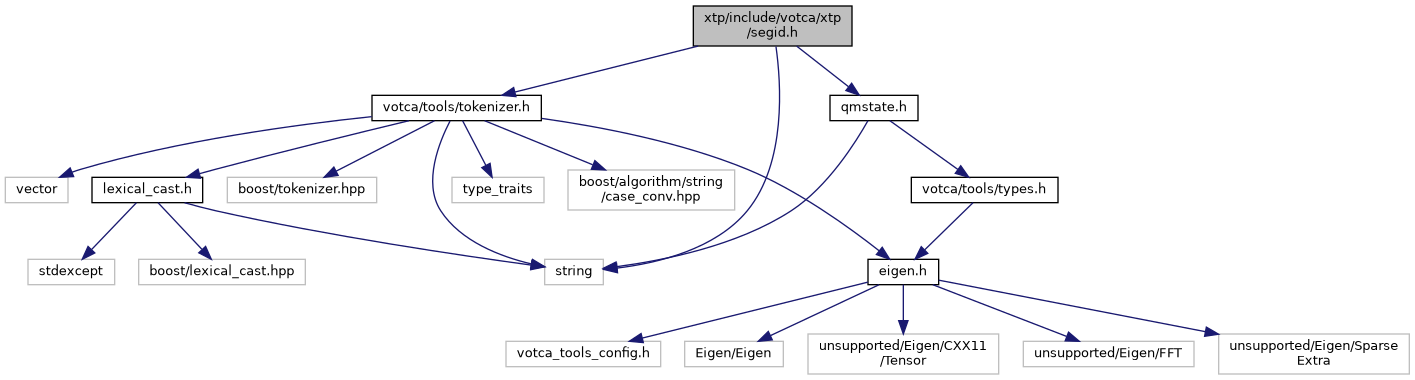 xtp/include/votca/xtp
/segid.h
votca/tools/tokenizer.h
qmstate.h
vector
lexical_cast.h
boost/tokenizer.hpp
type_traits
boost/algorithm/string
/case_conv.hpp
votca/tools/types.h
stdexcept
boost/lexical_cast.hpp
string
eigen.h
votca_tools_config.h
Eigen/Eigen
unsupported/Eigen/CXX11
/Tensor
unsupported/Eigen/FFT
unsupported/Eigen/Sparse
Extra